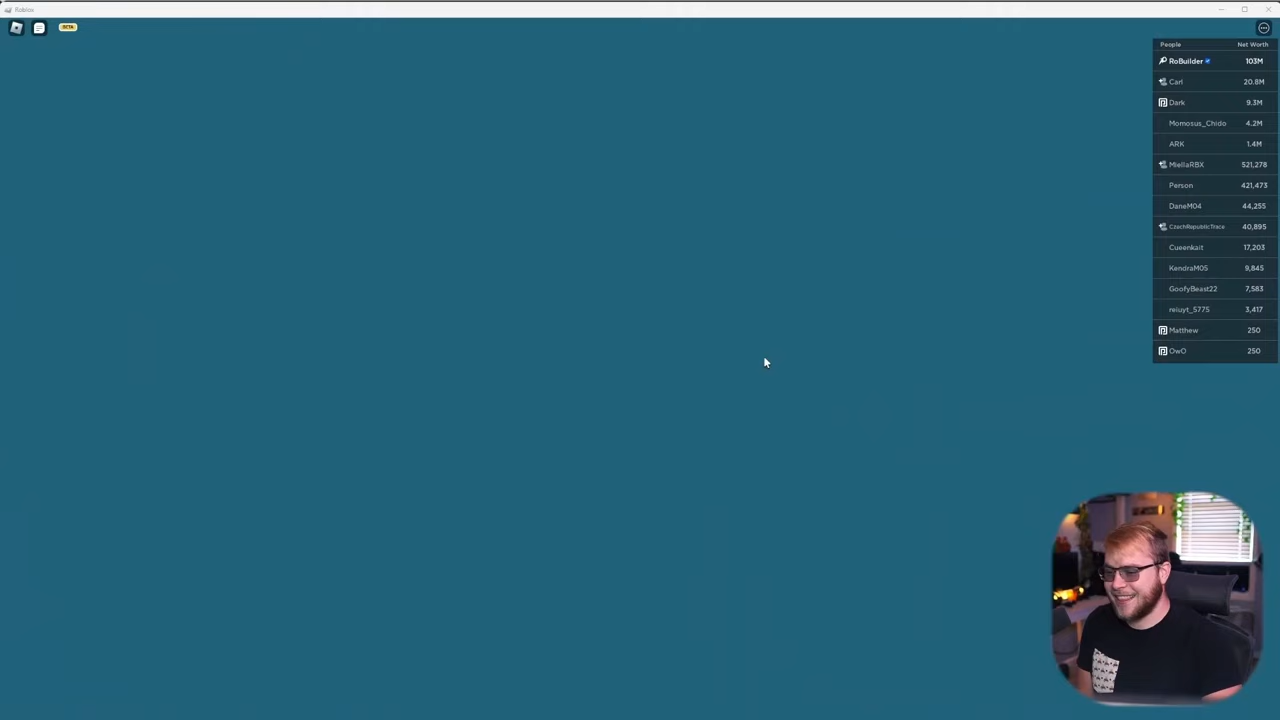 Roblox
BETA
People Net Worth
RoBuilder 103M
Carl 20.8M
Dark 9.3M
Momosus_Chido 4.2M
ARK 1.4M
MiellaRBX 521,278
Person 421,473
DaneM04 44,255
CzechRepublicTrace 40,895
Cueenkait 17,203
KendraM05 9,845
GoofyBeast22 7,583
reiuyt_5775 3,417
Matthew 250
OwO 250